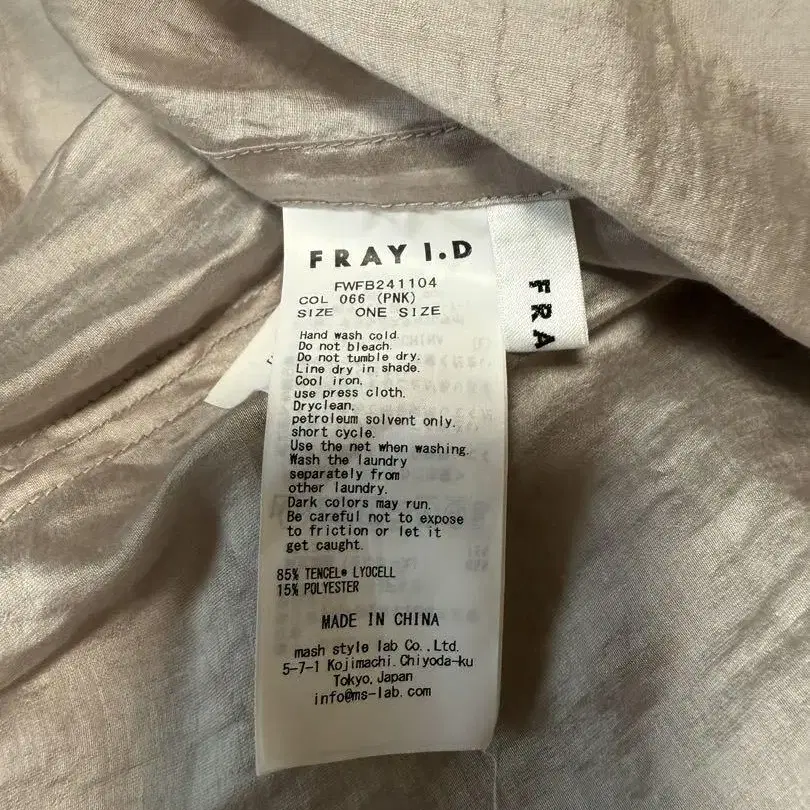 FRAY I.D
FRA
FWFB241104
COL 066 (PNK)
SIZE ONE SIZE
Hand wash cold.
Do not bleach.
Do not tumble dry.
Line dry in shade.
Cool iron,
use press cloth.
Dryclean,
petroleum solvent only,
short cycle.
Use the net when washing.
Wash the laundry
separately from
other laundry.
Dark colors may run.
Be careful not to expose
to friction or let it
get caught.
85% TENCEL® LYOCELL
15% POLYESTER
MADE IN CHINA
mash style lab Co.,Ltd.
5-7-1 Kojimachi.Chiyoda-ku
Tokyo,Japan
info@ms-lab.com